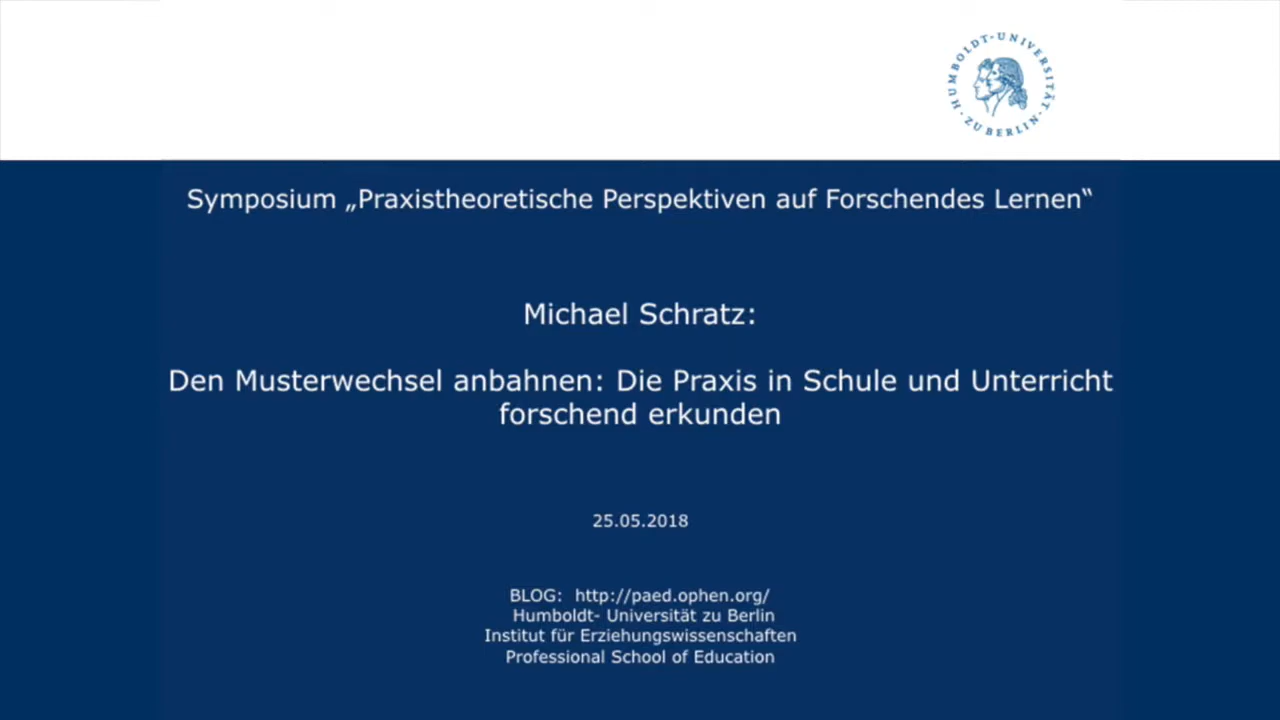 HUMBOLDT-UNIVERSITÄT ZU BERLIN
Symposium „Praxistheoretische Perspektiven auf Forschendes Lernen“
Michael Schratz:
Den Musterwechsel anbahnen: Die Praxis in Schule und Unterricht
forschend erkunden
25.05.2018
BLOG: http://paed.ophen.org/
Humboldt- Universität zu Berlin
Institut für Erziehungswissenschaften
Professional School of Education